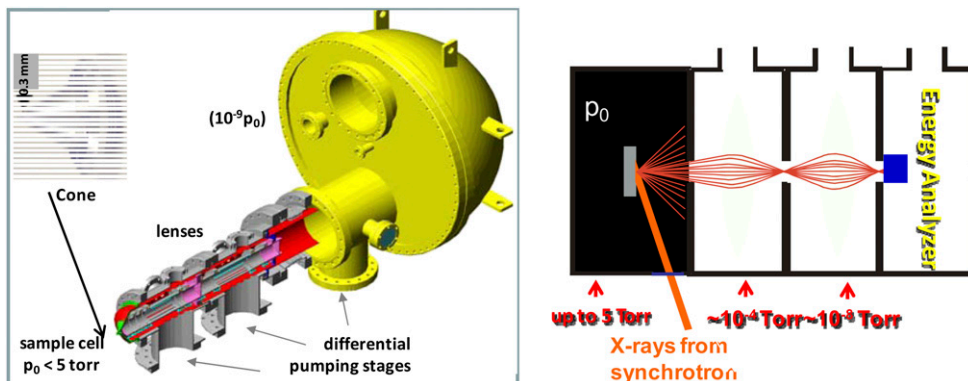 0.3 mm
Cone
(10⁻⁹p₀)
lenses
sample cell
p₀ < 5 torr
differential
pumping stages
p₀
Energy Analyzer
up to 5 Torr
~10⁻⁴ Torr
~10⁻⁹ Torr
X-rays from
synchrotron